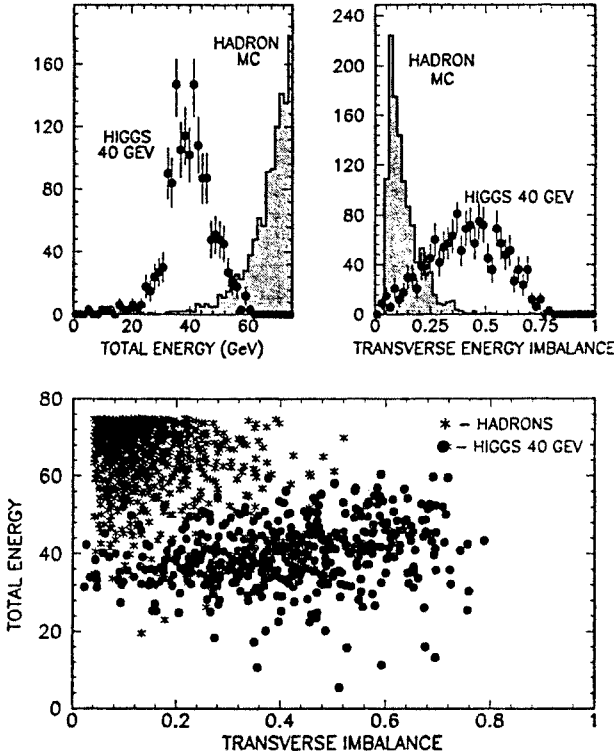 HADRON
MC
HIGGS
40 GEV
160
120
80
40
0
0
20
40
60
TOTAL ENERGY (GeV)
HADRON
MC
HIGGS 40 GEV
240
200
160
120
80
40
0
0
0.25
0.5
0.75
1
TRANSVERSE ENERGY IMBALANCE
HADRONS
HIGGS 40 GEV
80
60
40
20
0
TOTAL ENERGY
0
0.2
0.4
0.6
0.8
1
TRANSVERSE IMBALANCE